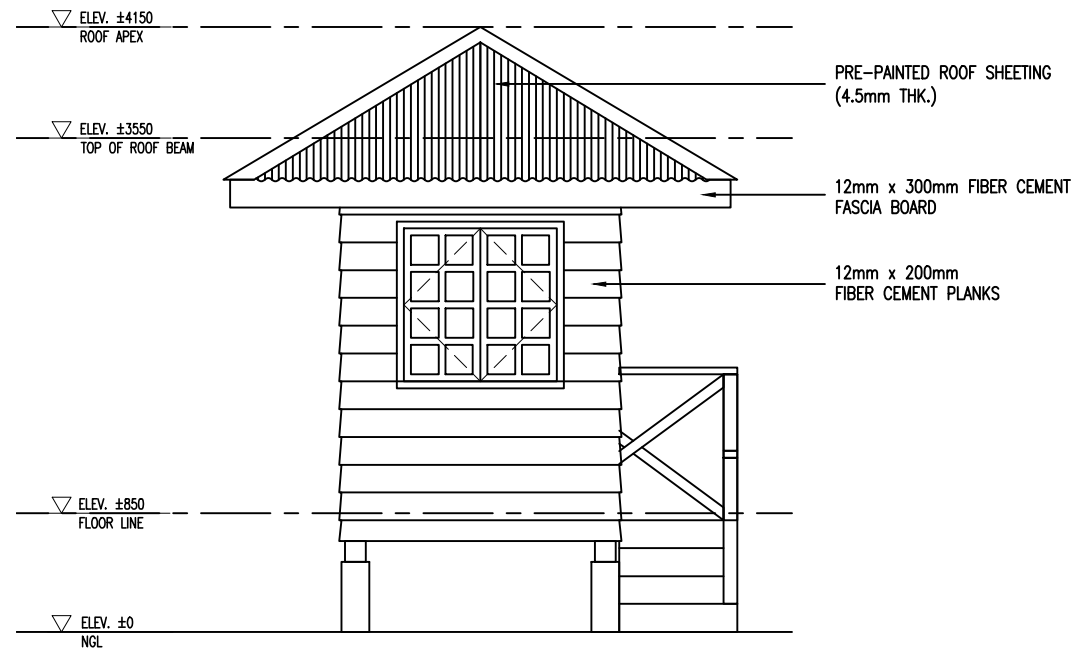 ELEV. ±4150
ROOF APEX
PRE-PAINTED ROOF SHEETING
(4.5mm THK.)
ELEV. ±3550
TOP OF ROOF BEAM
12mm x 300mm FIBER CEMENT
FASCIA BOARD
12mm x 200mm
FIBER CEMENT PLANKS
ELEV. ±850
FLOOR LINE
ELEV. ±0
NGL